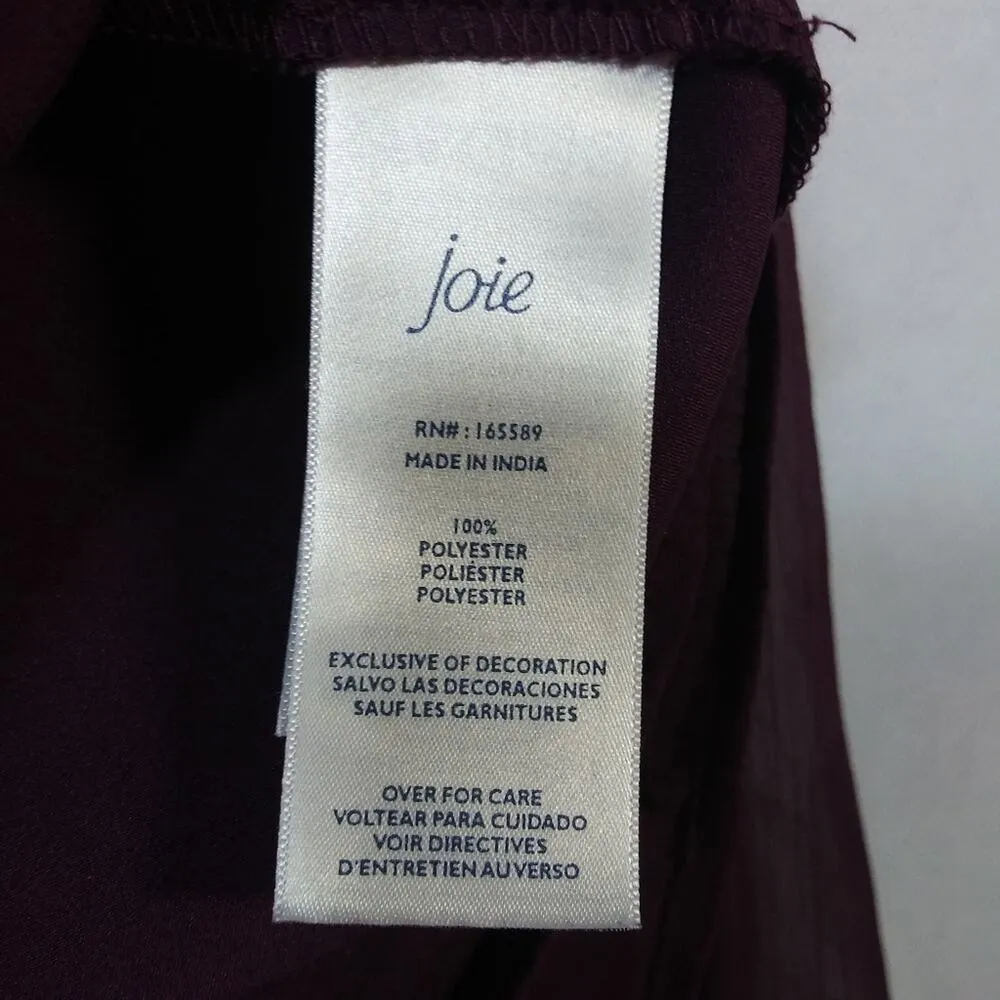 joie
RN# : 165589
MADE IN INDIA
100%
POLYESTER
POLIÉSTER
POLYESTER
EXCLUSIVE OF DECORATION
SALVO LAS DECORACIONES
SAUF LES GARNITURES
OVER FOR CARE
VOLTEAR PARA CUIDADO
VOIR DIRECTIVES
D'ENTRETIEN AU VERSO